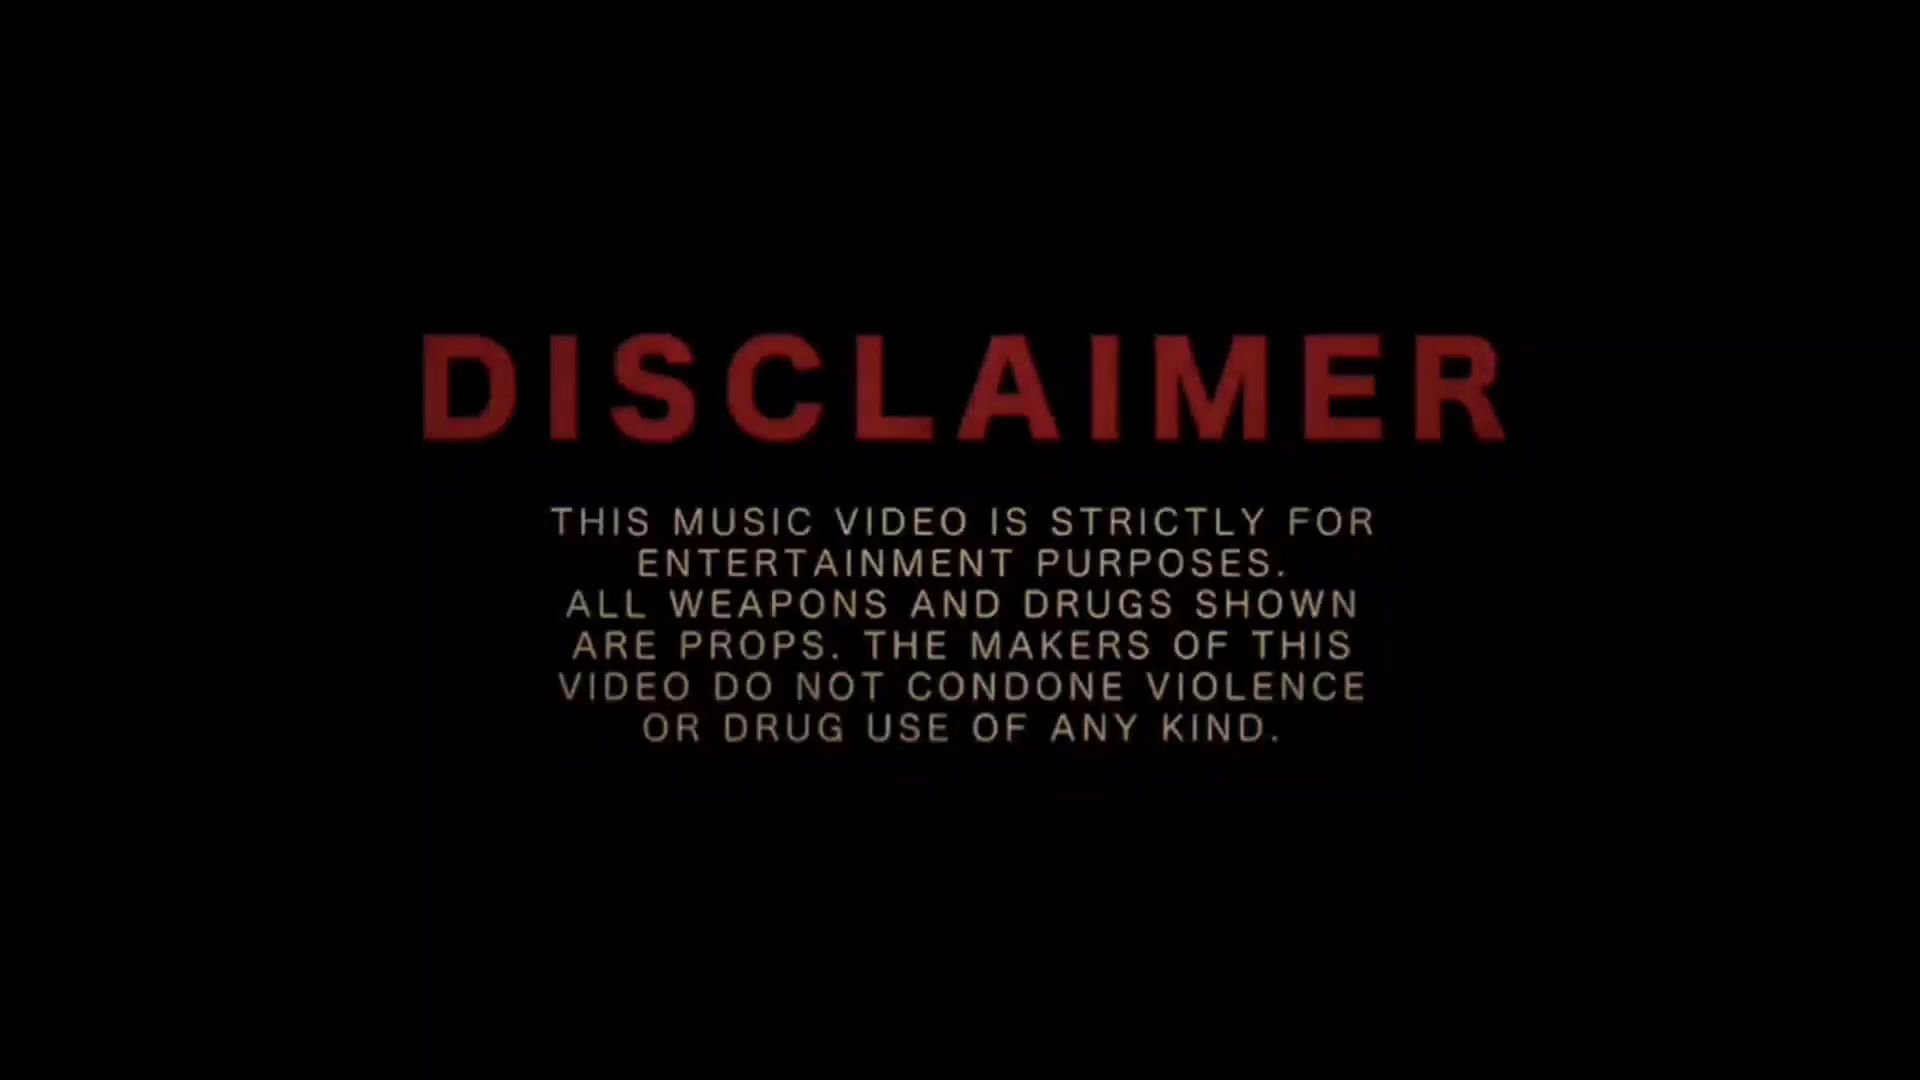 DISCLAIMER
THIS MUSIC VIDEO IS STRICTLY FOR
ENTERTAINMENT PURPOSES.
ALL WEAPONS AND DRUGS SHOWN
ARE PROPS. THE MAKERS OF THIS
VIDEO DO NOT CONDONE VIOLENCE
OR DRUG USE OF ANY KIND.